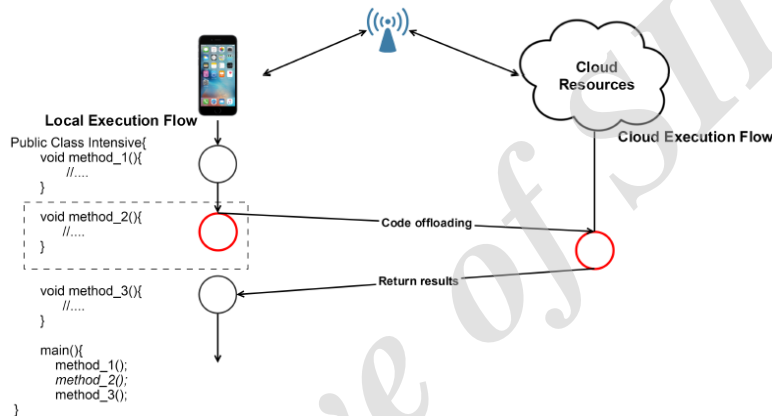 Cloud
Resources
Local Execution Flow
Cloud Execution Flow
Public Class Intensive{
void method_1(){
//....
}
void method_2(){
//....
}
Code offloading
Return results
void method_3(){
//....
}
main(){
method_1();
method_2();
method_3();
}